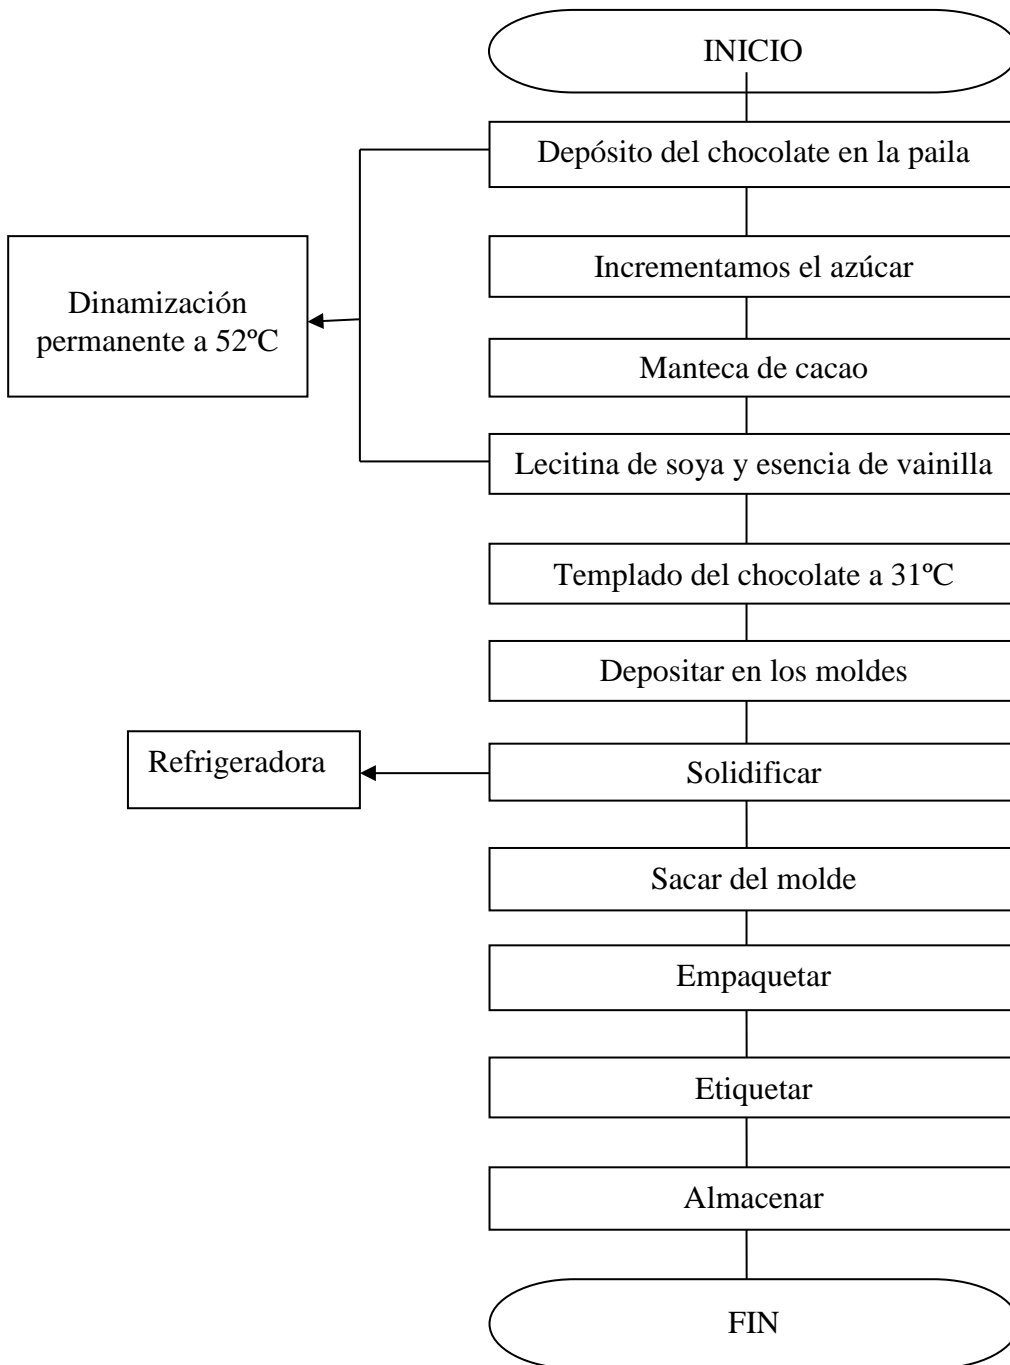 INICIO
Depósito del chocolate en la paila
Incrementamos el azúcar
Dinamización
permanente a 52ºC
Manteca de cacao
Lecitina de soya y esencia de vainilla
Templado del chocolate a 31ºC
Depositar en los moldes
Refrigeradora
Solidificar
Sacar del molde
Empaquetar
Etiquetar
Almacenar
FIN